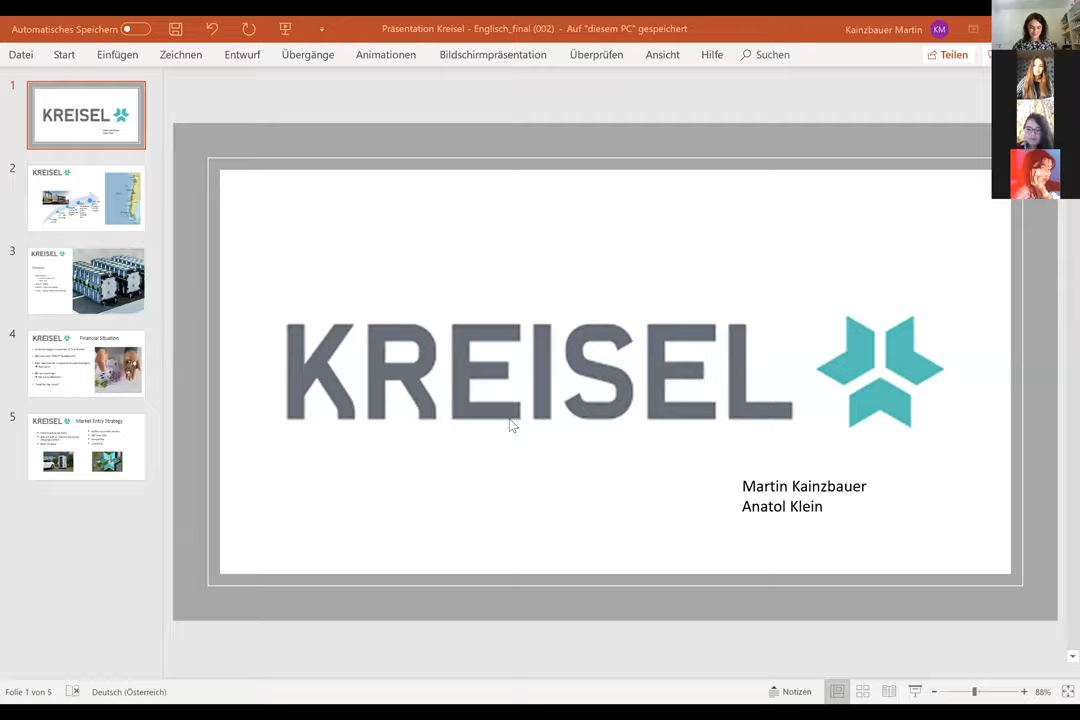 Automatisches Speichern
Präsentation Kreisel - Englisch_final (002) - Auf "diesem PC" gespeichert
Kainzbauer Martin
KM
Datei
Start
Einfügen
Zeichnen
Entwurf
Übergänge
Animationen
Bildschirmpräsentation
Überprüfen
Ansicht
Hilfe
Suchen
Teilen
1
KREISEL
2
KREISEL
3
KREISEL
4
KREISEL
Financial Situation
5
KREISEL
Market Entry Strategy
KREISEL
Martin Kainzbauer
Anatol Klein
Folie 1 von 5
Deutsch (Österreich)
Notizen
88%